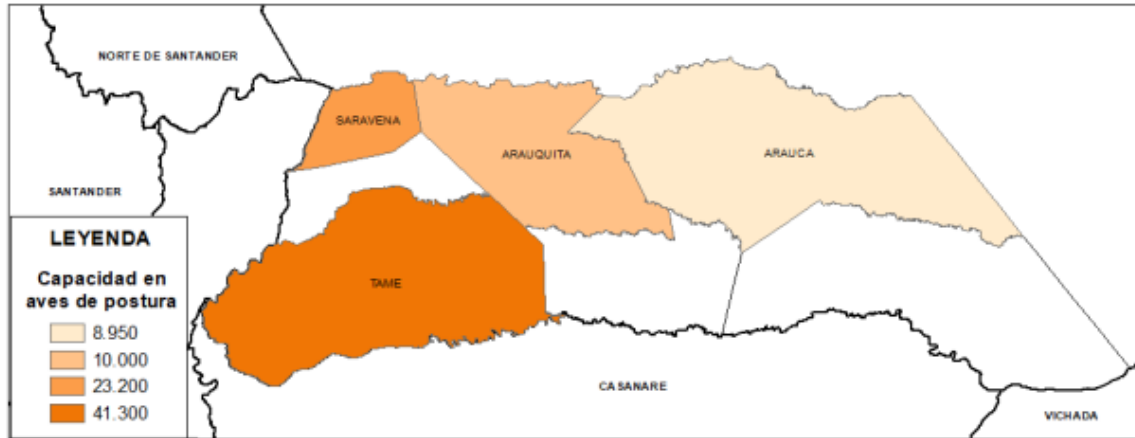 NORTE DE SANTANDER
SARAVENA
ARAUQUITA
ARAUCA
SANTANDER
TAME
CASANARE
VICHADA
LEYENDA
Capacidad en
aves de postura
8.950
10.000
23.200
41.300